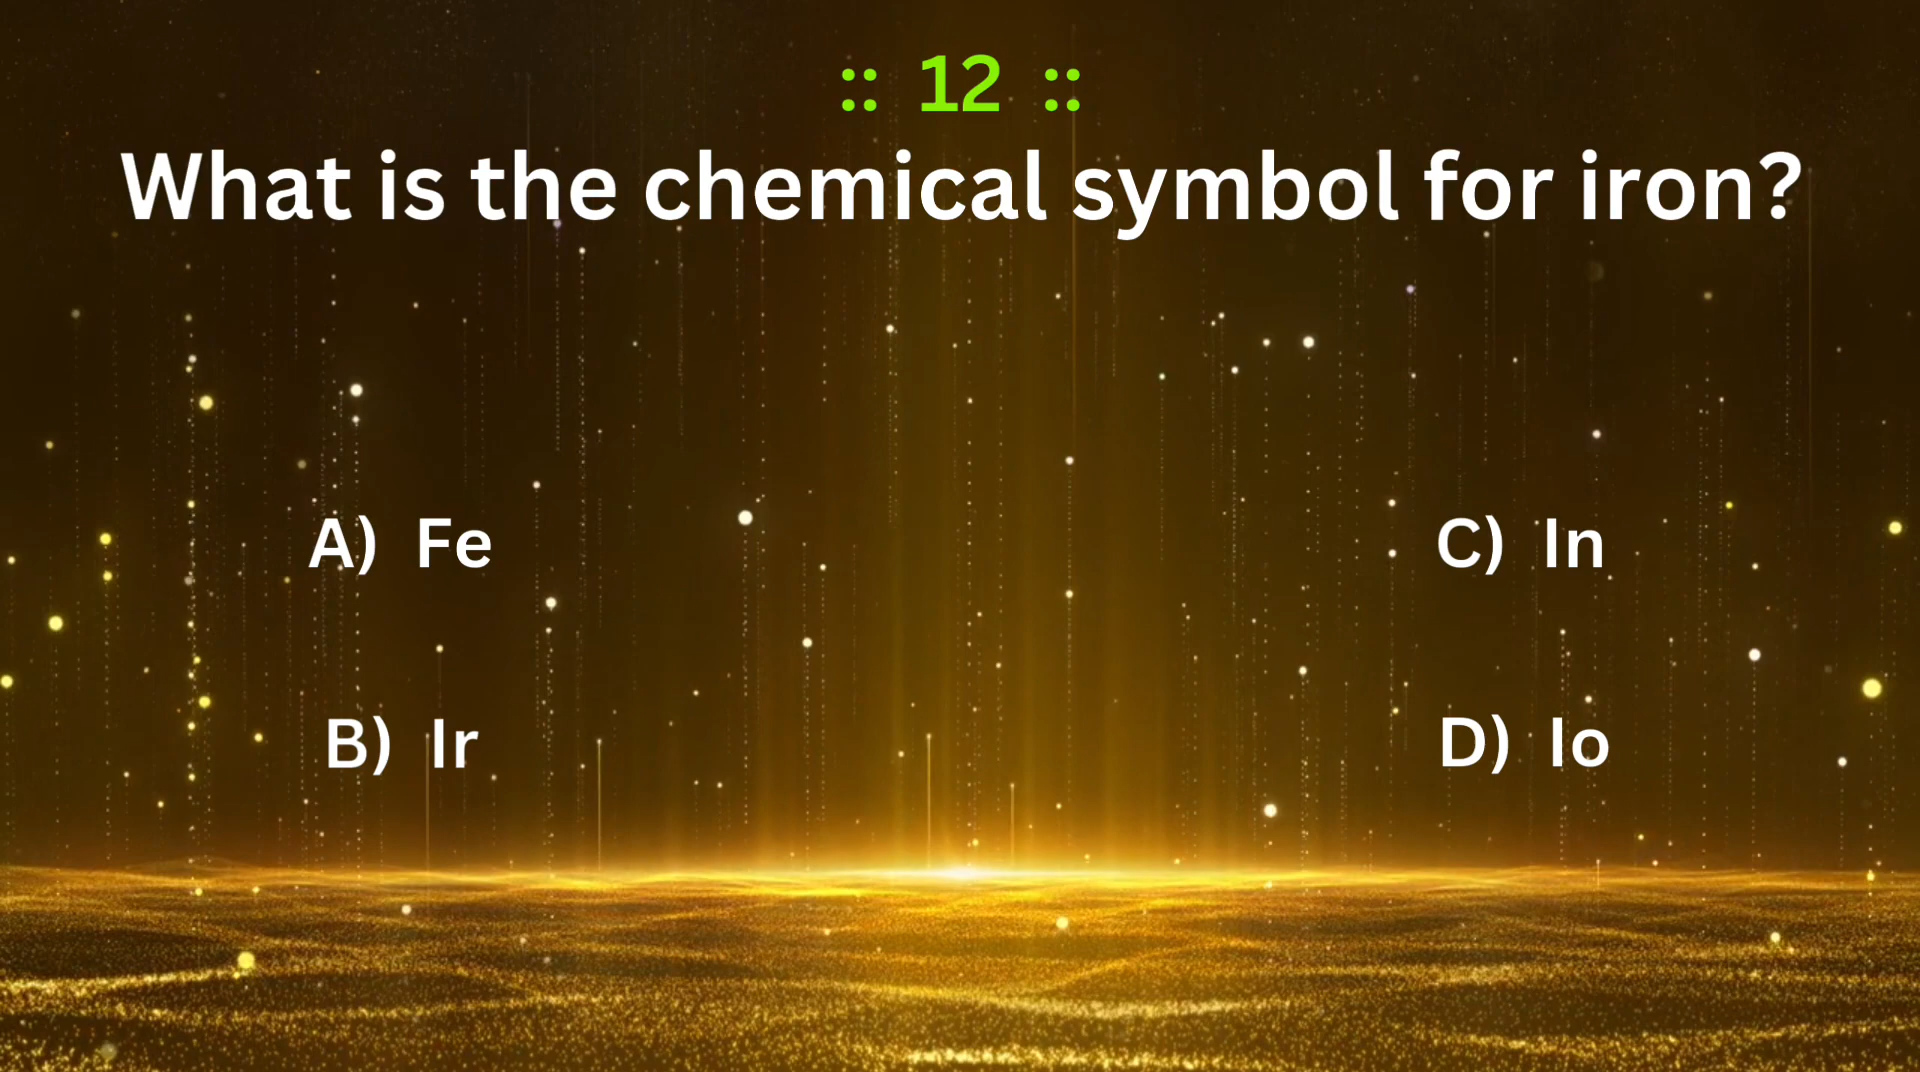 :: 12 ::
What is the chemical symbol for iron?
A) Fe
B) Ir
C) In
D) Io